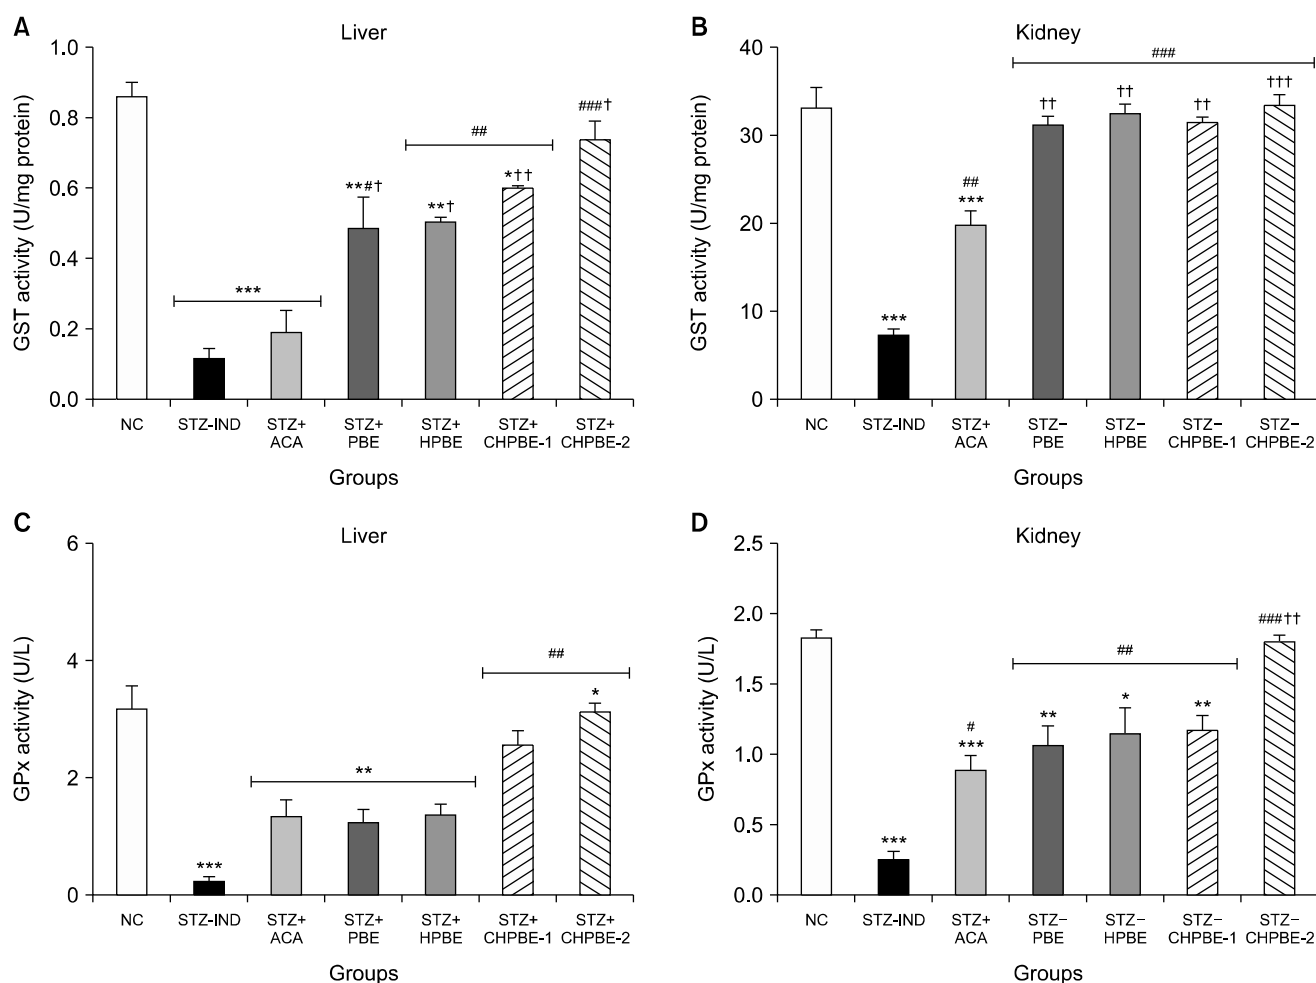 A
Liver
GST activity (U/mg protein)
1.0
0.8
0.6
0.4
0.2
0.0
***
**#†
**†
##
*††
###†
NC
STZ-IND
STZ+
ACA
STZ+
PBE
STZ+
HPBE
STZ+
CHPBE-1
STZ+
CHPBE-2
Groups
B
Kidney
GST activity (U/mg protein)
40
30
20
10
0
***
##
***
###
††
††
††
†††
NC
STZ-IND
STZ+
ACA
STZ−
PBE
STZ−
HPBE
STZ−
CHPBE-1
STZ−
CHPBE-2
Groups
C
Liver
GPx activity (U/L)
6
4
2
0
***
**
##
*
NC
STZ-IND
STZ+
ACA
STZ+
PBE
STZ+
HPBE
STZ+
CHPBE-1
STZ+
CHPBE-2
Groups
D
Kidney
GPx activity (U/L)
2.5
2.0
1.5
1.0
0.5
0.0
***
#
***
##
**
*
**
###††
NC
STZ-IND
STZ+
ACA
STZ−
PBE
STZ−
HPBE
STZ−
CHPBE-1
STZ−
CHPBE-2
Groups